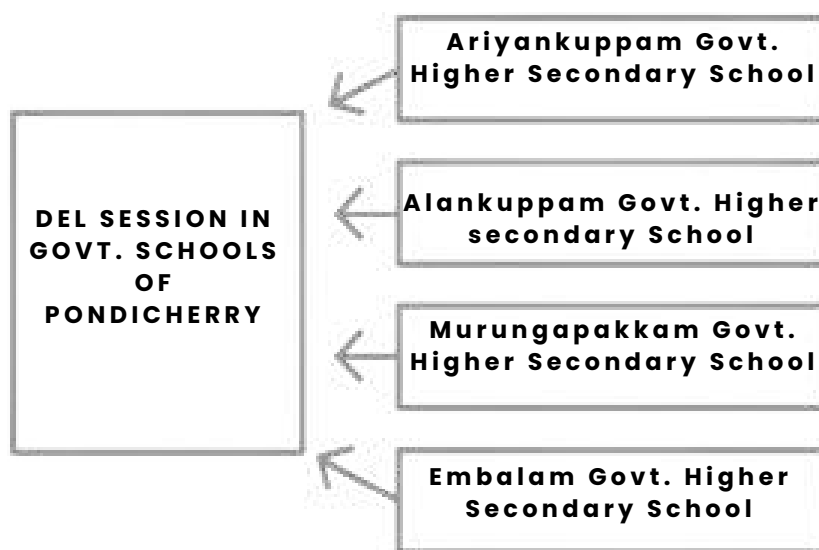 DEL SESSION IN
GOVT. SCHOOLS
OF
PONDICHERRY
Ariyankuppam Govt.
Higher Secondary School
Alankuppam Govt. Higher
secondary School
Murungapakkam Govt.
Higher Secondary School
Embalam Govt. Higher
Secondary School